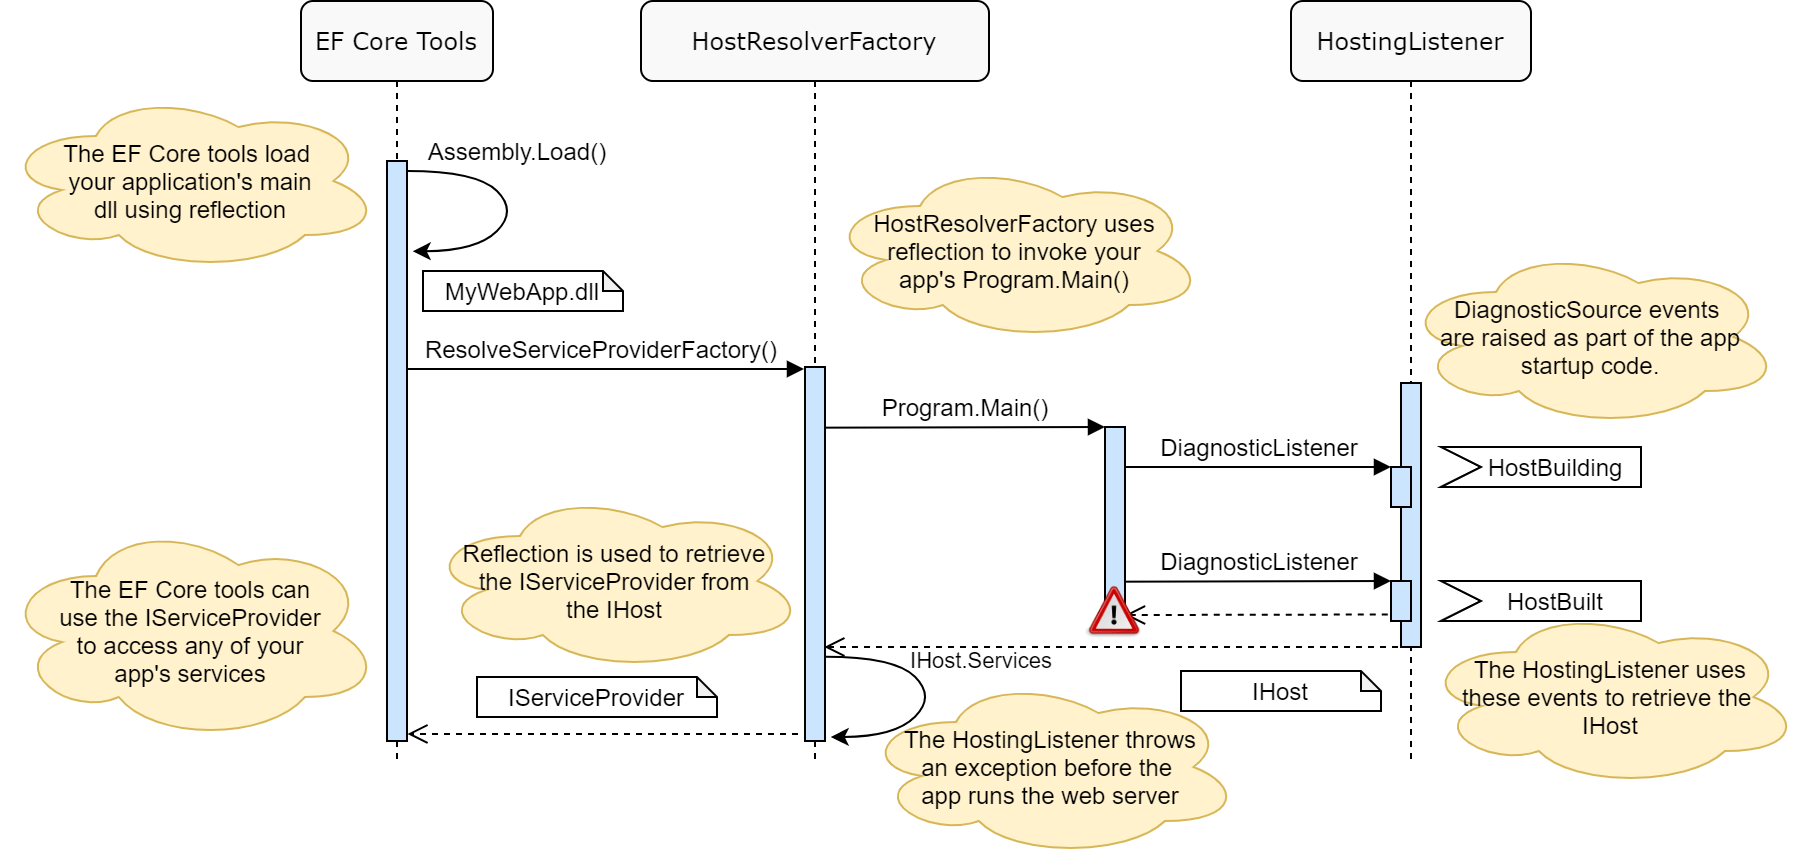 EF Core Tools
HostResolverFactory
HostingListener
The EF Core tools load
your application's main
dll using reflection
Assembly.Load()
MyWebApp.dll
HostResolverFactory uses
reflection to invoke your
app's Program.Main()
DiagnosticSource events
are raised as part of the app
startup code.
ResolveServiceProviderFactory()
Program.Main()
DiagnosticListener
HostBuilding
Reflection is used to retrieve
the IServiceProvider from
the IHost
DiagnosticListener
HostBuilt
The EF Core tools can
use the IServiceProvider
to access any of your
app's services
IHost.Services
IServiceProvider
IHost
The HostingListener uses
these events to retrieve the
IHost
The HostingListener throws
an exception before the
app runs the web server